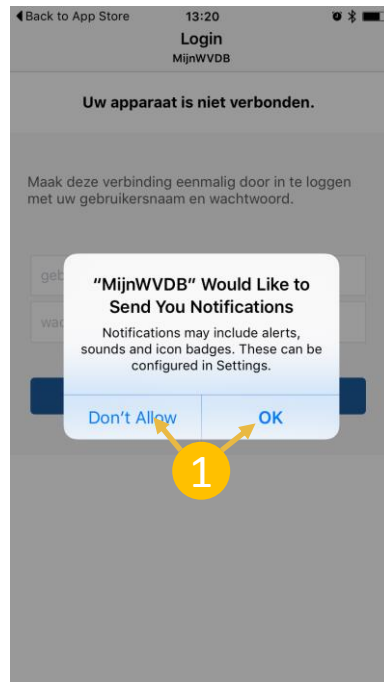 Back to App Store 13:20
Login
MijnWVDB
Uw apparaat is niet verbonden.
Maak deze verbinding eenmalig door in te loggen
met uw gebruikersnaam en wachtwoord.
"MijnWVDB" Would Like to
Send You Notifications
Notifications may include alerts,
sounds and icon badges. These can be
configured in Settings.
Don't Allow OK
1